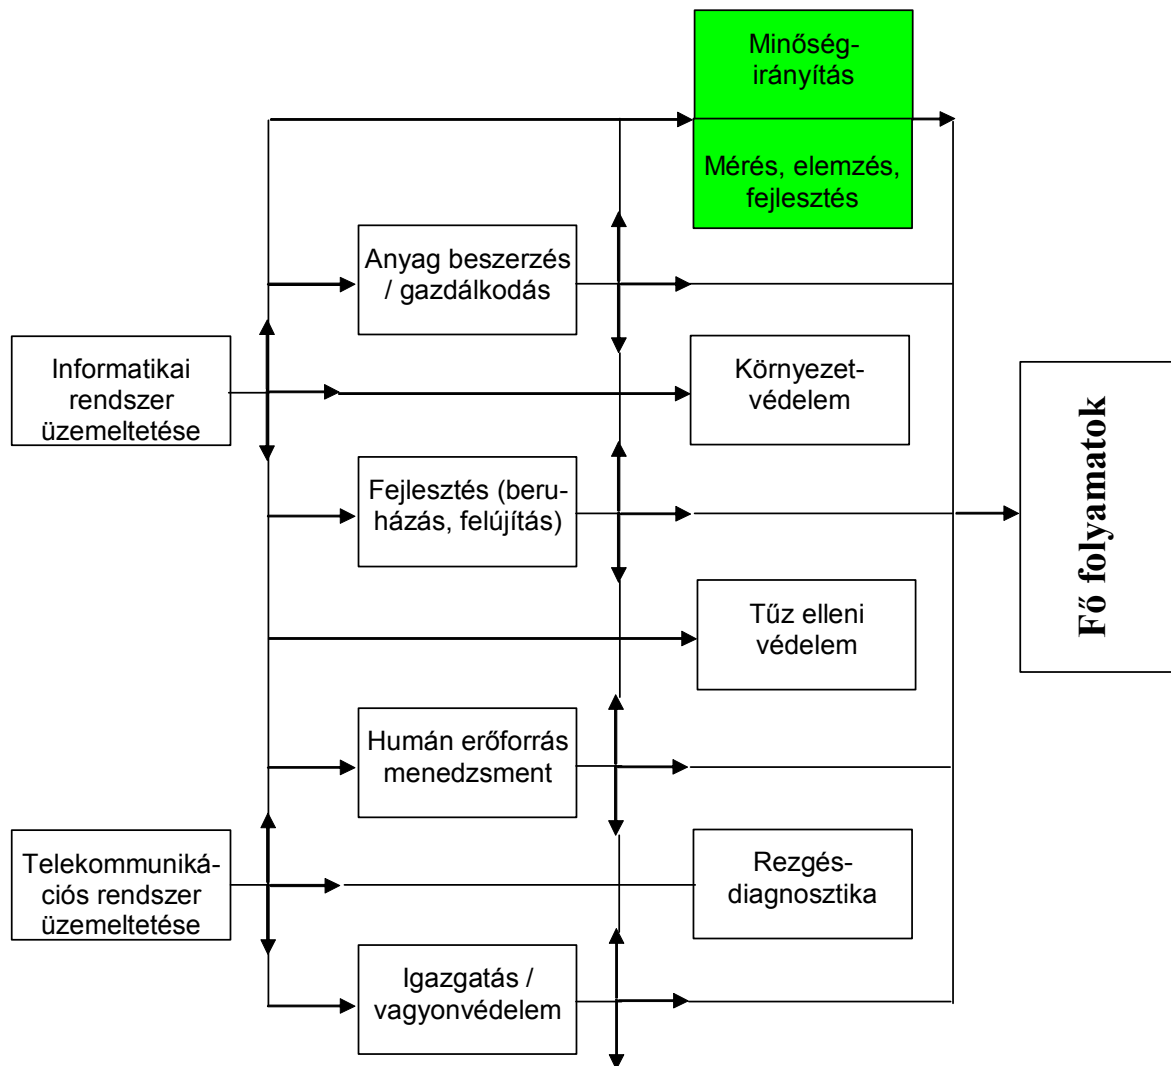 Minőség-
irányítás
Mérés, elemzés,
fejlesztés
Anyag beszerzés
/ gazdálkodás
Informatikai
rendszer
üzemeltetése
Környezet-
védelem
Fejlesztés (beru-
házás, felújítás)
Fő folyamatok
Tűz elleni
védelem
Humán erőforrás
menedzsment
Telekommuniká-
ciós rendszer
üzemeltetése
Rezgés-
diagnosztika
Igazgatás /
vagyonvédelem